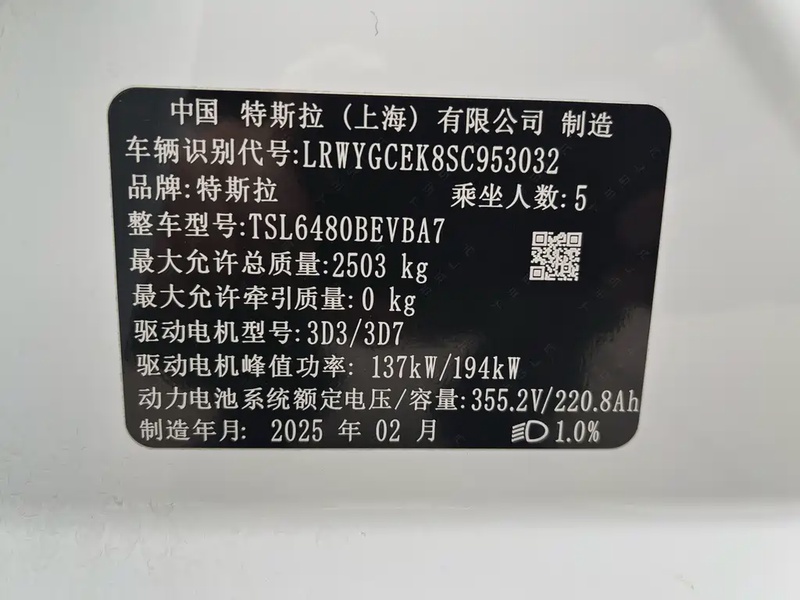 中国 特斯拉（上海）有限公司 制造
车辆识别代号:LRWYGCEK8SC953032
品牌:特斯拉 乘坐人数:5
整车型号:TSL6480BEVBA7
最大允许总质量:2503 kg
最大允许牵引质量:0 kg
驱动电机型号:3D3/3D7
驱动电机峰值功率: 137kW/194kW
动力电池系统额定电压/容量:355.2V/220.8Ah
制造年月: 2025 年 02 月 1.0%